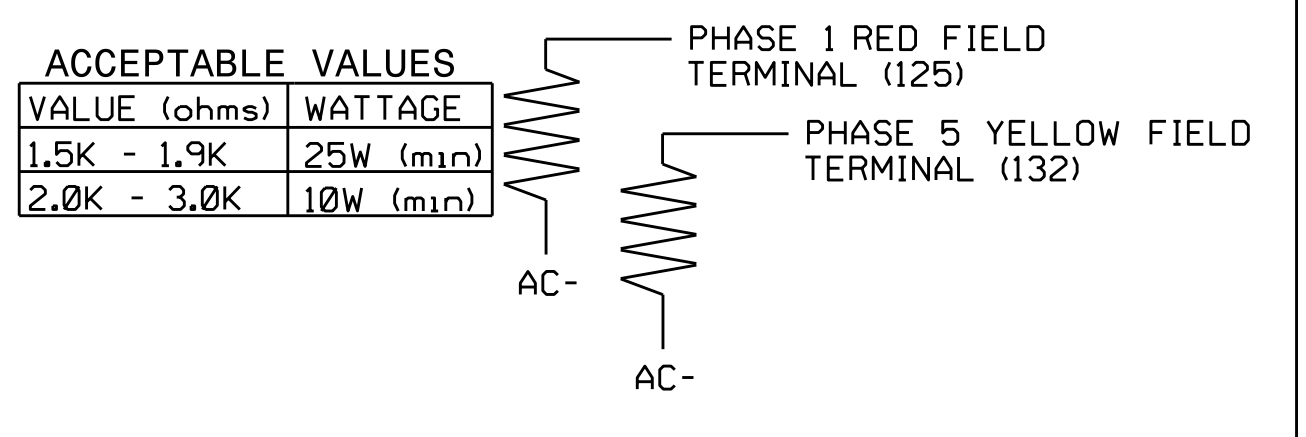 ACCEPTABLE VALUES
VALUE (ohms) WATTAGE
1.5K - 1.9K 25W (min)
2.0K - 3.0K 10W (min)
PHASE 1 RED FIELD
TERMINAL (125)
AC-
PHASE 5 YELLOW FIELD
TERMINAL (132)
AC-